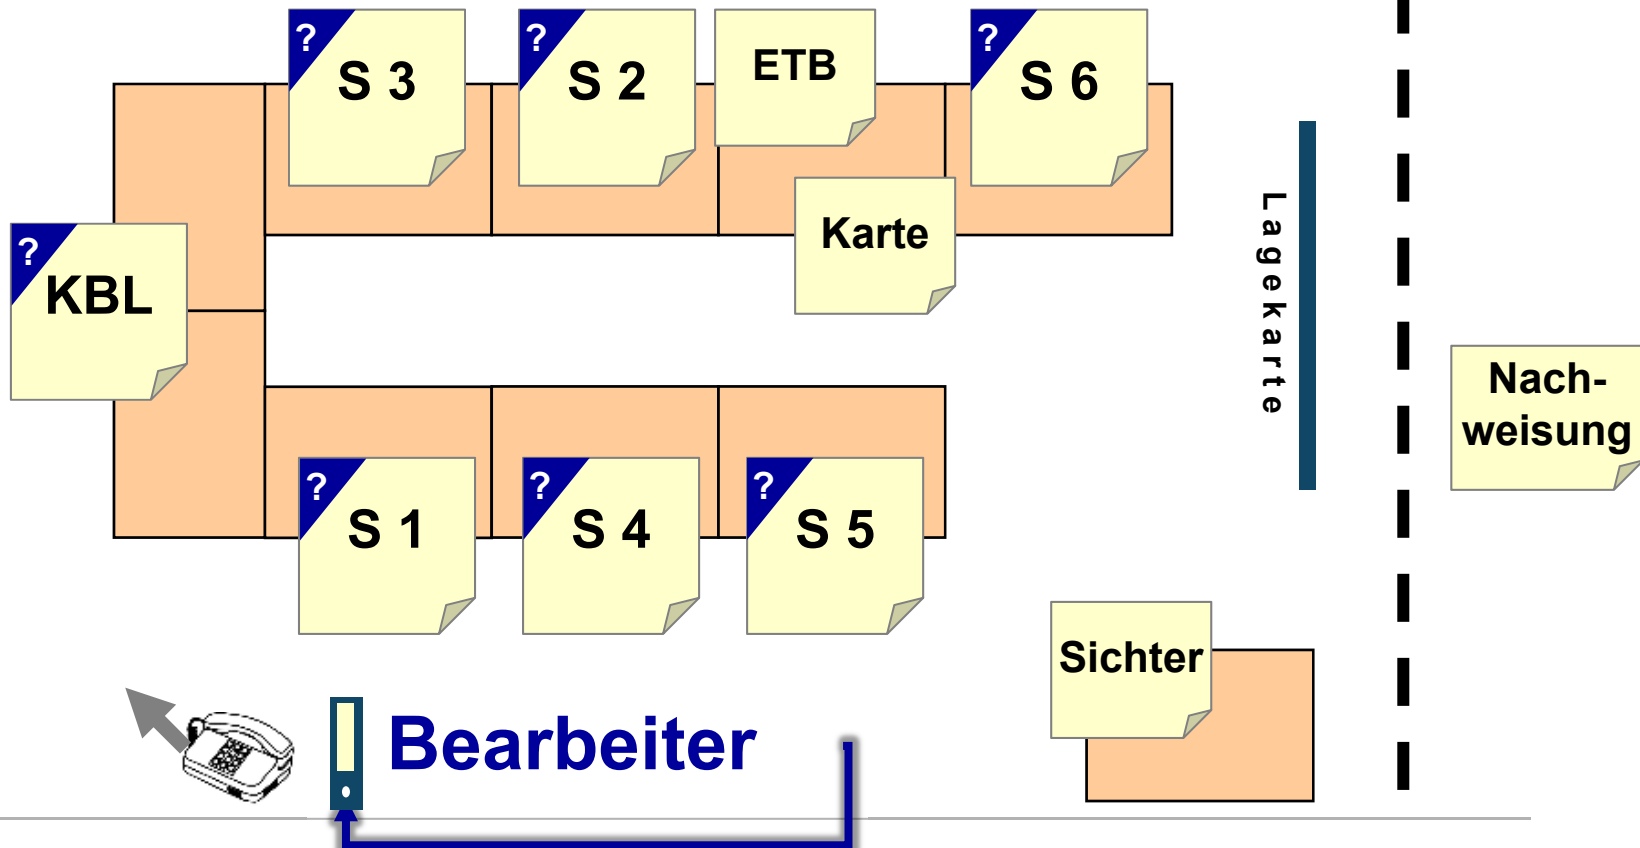 ?
S 3
?
S 2
ETB
?
S 6
Karte
Lagekarte
?
KBL
Nach-
weisung
?
S 1
?
S 4
?
S 5
Sichter
Bearbeiter